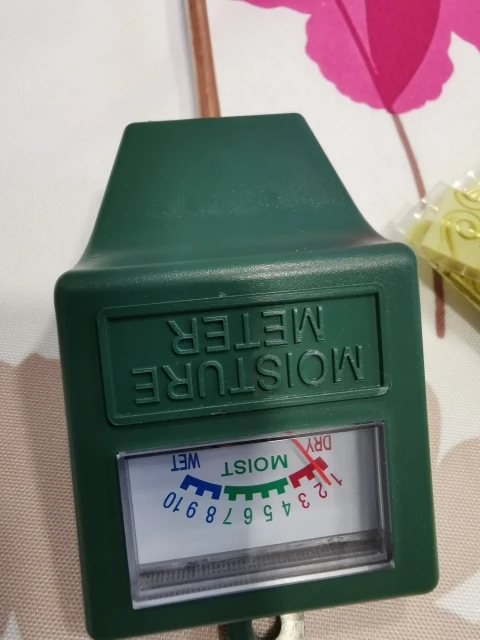 MOISTURE
METER
1 2 3 4 5 6 7 8 9 10
DRY MOIST WET